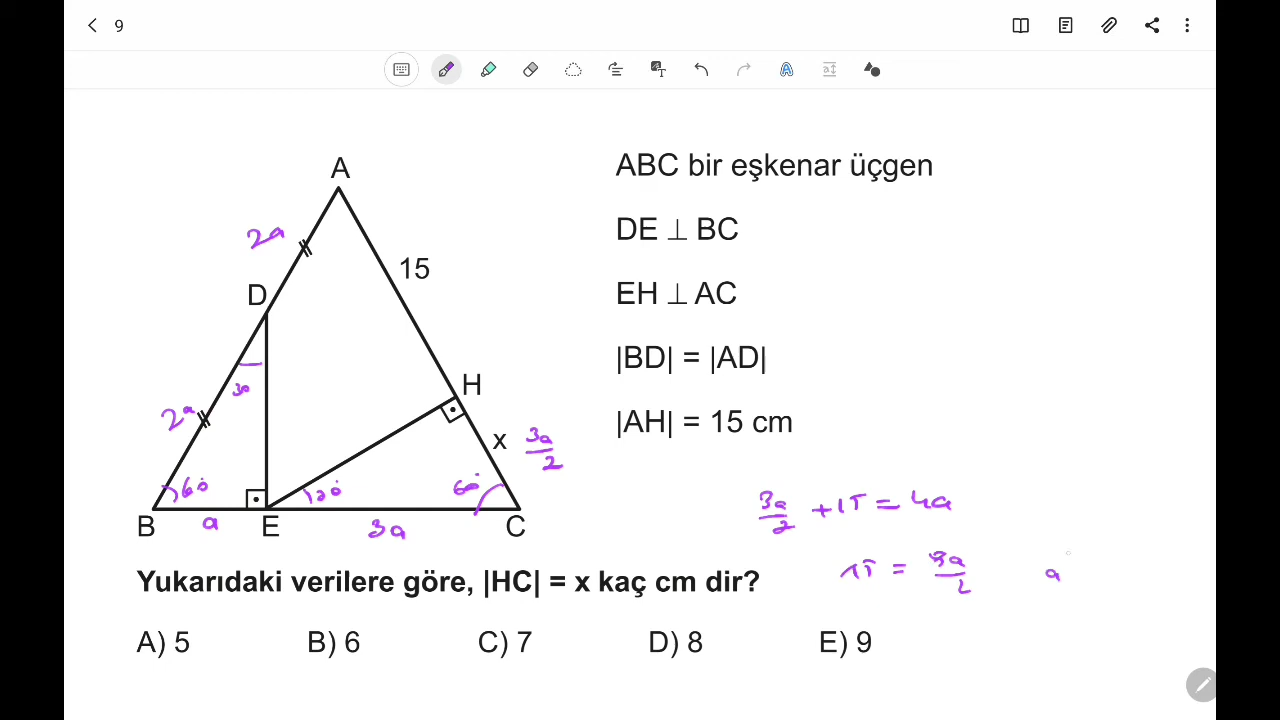 9
A
ABC bir eşkenar üçgen
2a
DE ⊥ BC
15
D
EH ⊥ AC
|BD| = |AD|
30
H
2a
|AH| = 15 cm
x 3a/2
60°
30°
60°
3a/2 + 15 = 4a
B a E 3a C
15 = 5a/2 a
Yukarıdaki verilere göre, |HC| = x kaç cm dir?
A) 5 B) 6 C) 7 D) 8 E) 9